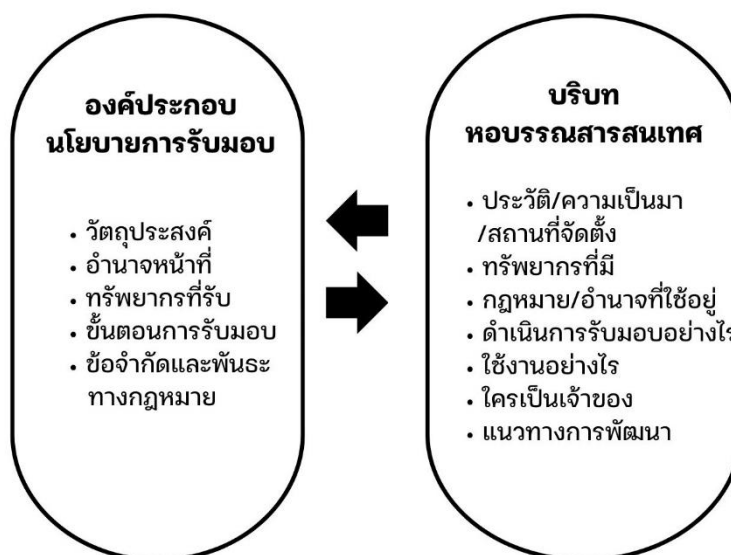 องค์ประกอบ
นโยบายการรับมอบ
• วัตถุประสงค์
• อำนาจหน้าที่
• ทรัพยากรที่รับ
• ขั้นตอนการรับมอบ
• ข้อจำกัดและพันธะ
ทางกฎหมาย
บริบท
หอบรรณสารสนเทศ
• ประวัติ/ความเป็นมา
/สถานที่จัดตั้ง
• ทรัพยากรที่มี
• กฎหมาย/อำนาจที่ใช้อยู่
• ดำเนินการรับมอบอย่างไร
• ใช้งานอย่างไร
• ใครเป็นเจ้าของ
• แนวทางการพัฒนา